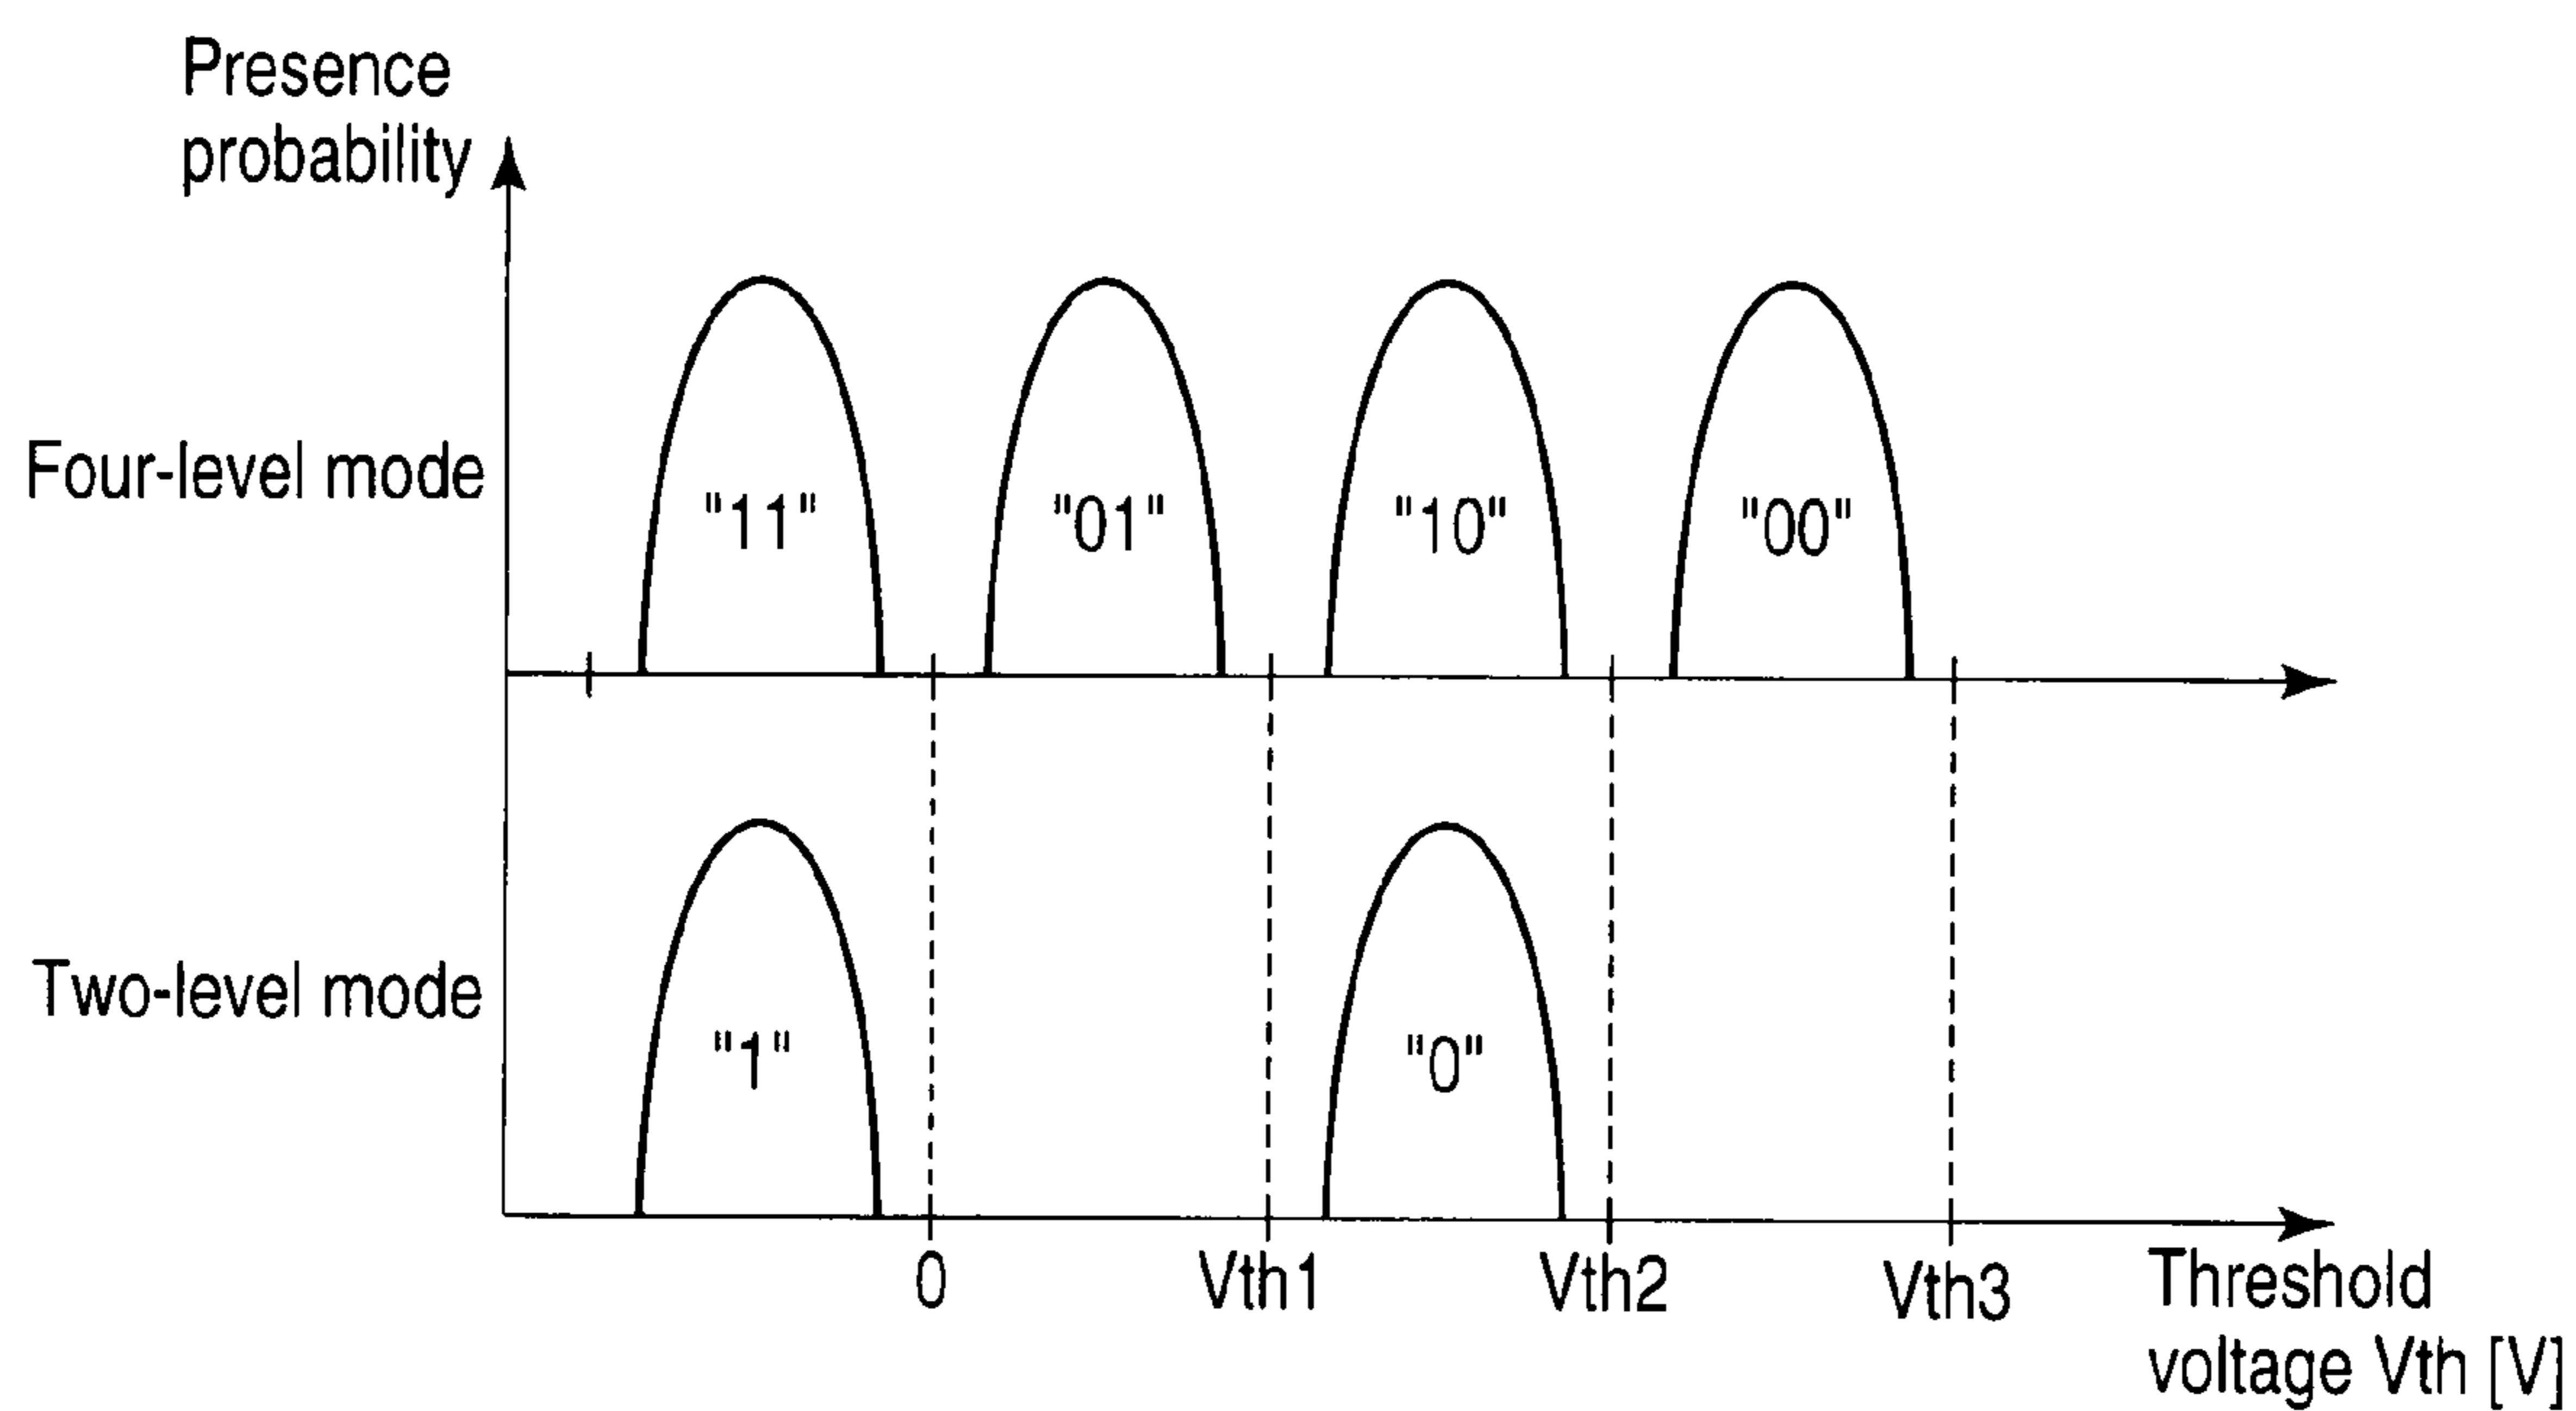 Presence
probability
Four-level mode
"11" "01" "10" "00"
Two-level mode
"1" "0"
0 Vth1 Vth2 Vth3
Threshold
voltage Vth [V]